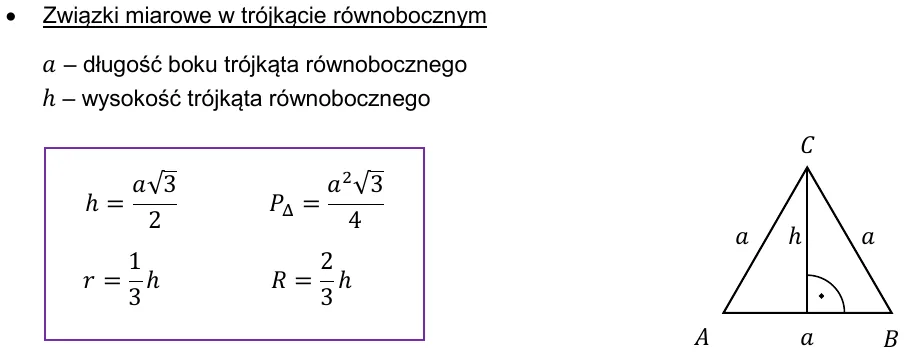 • Związki miarowe w trójkącie równobocznym
a – długość boku trójkąta równobocznego
h – wysokość trójkąta równobocznego
h = a√3/2 P_Δ = a²√3/4
r = 1/3 h R = 2/3 h
C
a h a
A a B